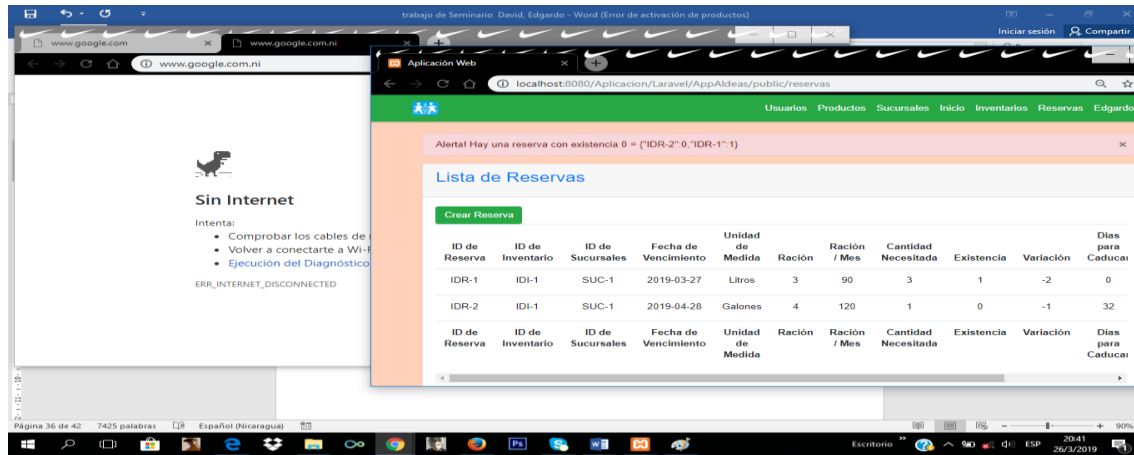 trabajo de Seminario David, Edgardo - Word (Error de activación de productos)
Iniciar sesión Compartir
www.google.com
www.google.com.ni
www.google.com.ni
Sin Internet
Intenta:
Comprobar los cables de
Volver a conectarte a Wi-F
Ejecución del Diagnóstico
ERR_INTERNET_DISCONNECTED
Aplicación Web
localhost:8080/Aplicacion/Laravel/AppAldeas/public/reservas
Usuarios Productos Sucursales Inicio Inventarios Reservas Edgardo
Alerta! Hay una reserva con existencia 0 = {"IDR-2":0,"IDR-1":1}
Lista de Reservas
Crear Reserva
ID de Reserva ID de Inventario ID de Sucursales Fecha de Vencimiento Unidad de Medida Ración Ración / Mes Cantidad Necesitada Existencia Variación Dias para Caducar
IDR-1 IDI-1 SUC-1 2019-03-27 Litros 3 90 3 1 -2 0
IDR-2 IDI-1 SUC-1 2019-04-28 Galones 4 120 1 0 -1 32
ID de Reserva ID de Inventario ID de Sucursales Fecha de Vencimiento Unidad de Medida Ración Ración / Mes Cantidad Necesitada Existencia Variación Dias para Caducar
Página 36 de 42 7425 palabras Español (Nicaragua) 90%
Ps Escritorio ESP 20:41
26/3/2019